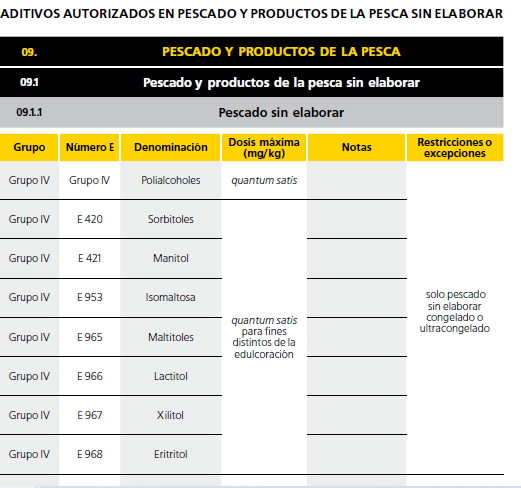 ADITIVOS AUTORIZADOS EN PESCADO Y PRODUCTOS DE LA PESCA SIN ELABORAR
09. PESCADO Y PRODUCTOS DE LA PESCA
09.1 Pescado y productos de la pesca sin elaborar
09.1.1 Pescado sin elaborar
Grupo Número E Denominación Dosis máxima (mg/kg) Notas Restricciones o excepciones
Grupo IV Grupo IV Polialcoholes quantum satis
Grupo IV E 420 Sorbitoles
Grupo IV E 421 Manitol
Grupo IV E 953 Isomaltosa
Grupo IV E 965 Maltitoles
Grupo IV E 966 Lactitol
Grupo IV E 967 Xilitol
Grupo IV E 968 Eritritol
quantum satis
para fines
distintos de la
edulcoración
solo pescado
sin elaborar
congelado o
ultracongelado